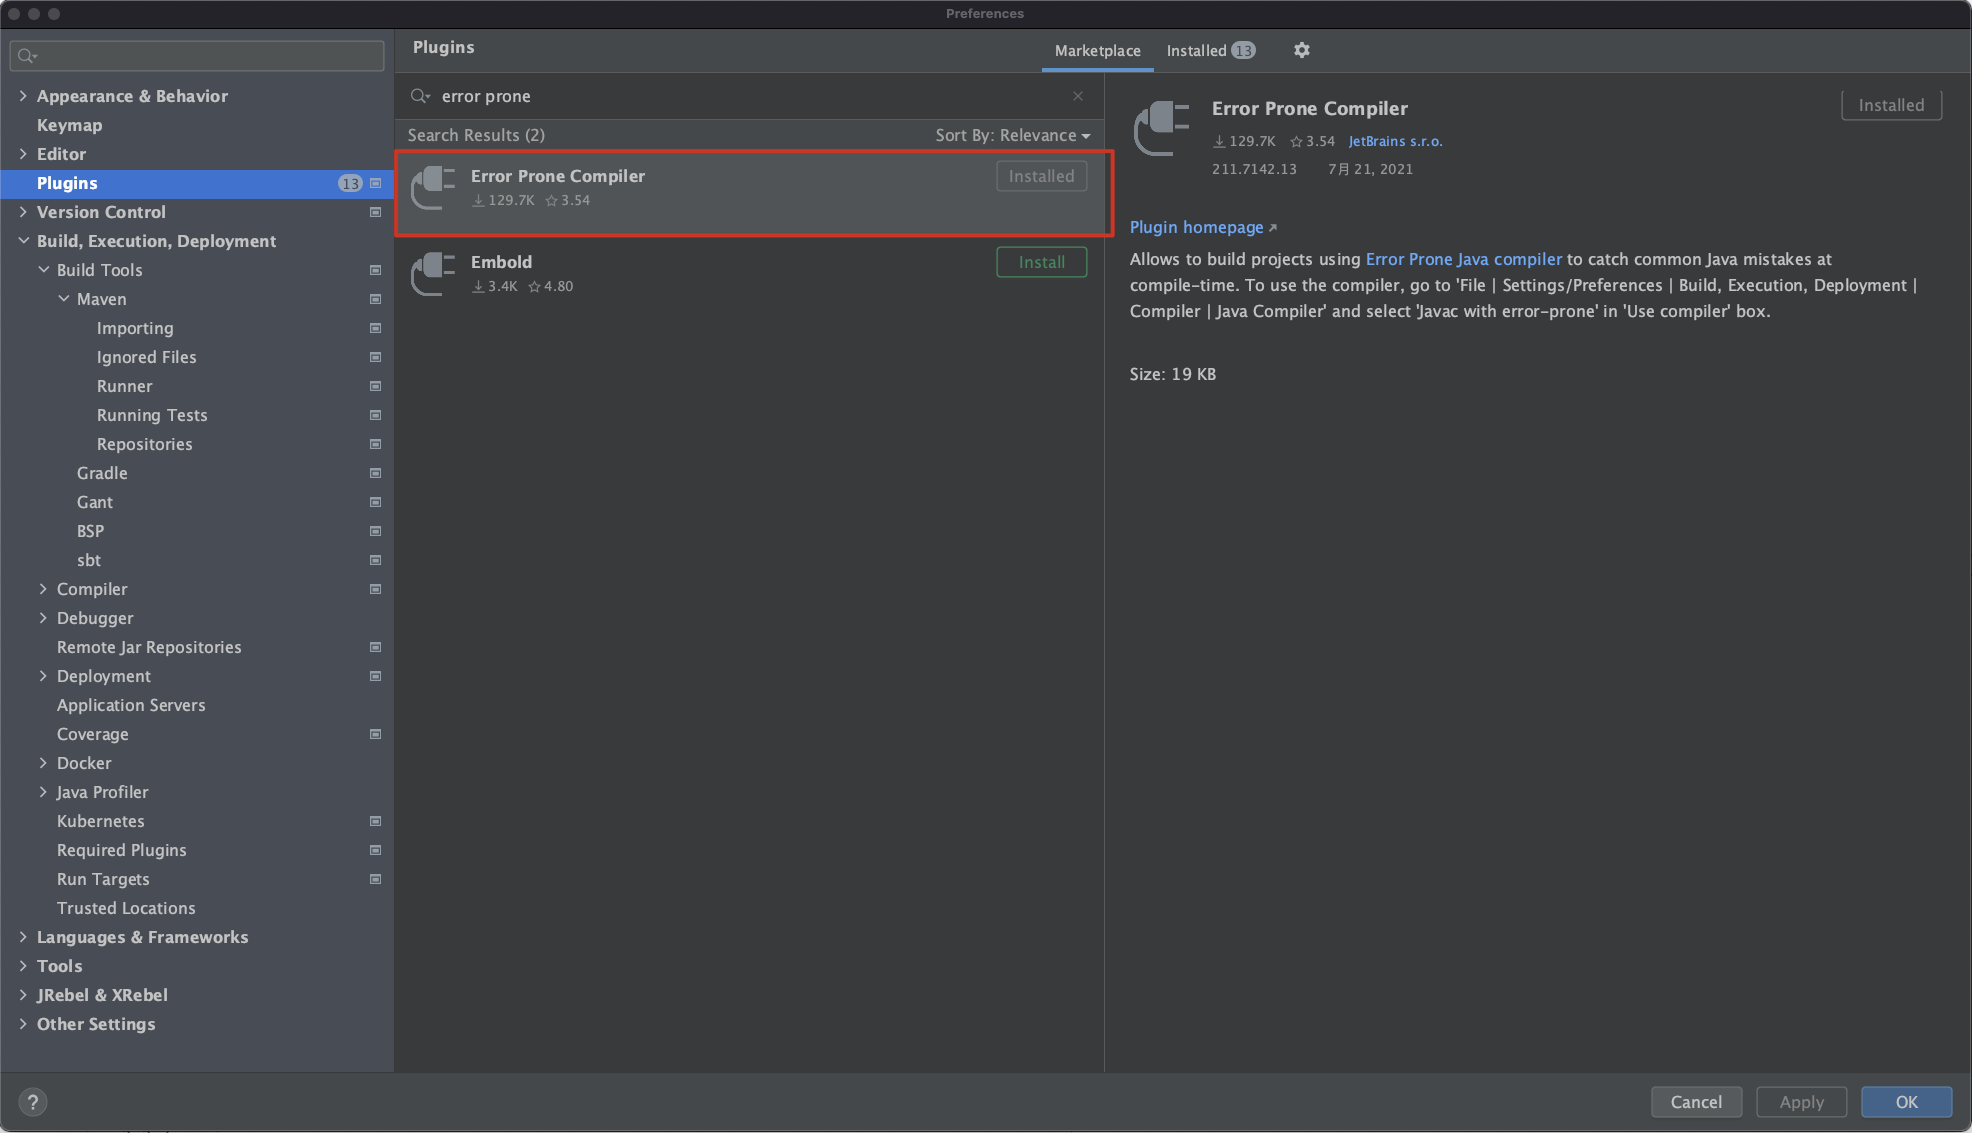 Preferences
Appearance & Behavior
Keymap
Editor
Plugins 13
Version Control
Build, Execution, Deployment
Build Tools
Maven
Importing
Ignored Files
Runner
Running Tests
Repositories
Gradle
Gant
BSP
sbt
Compiler
Debugger
Remote Jar Repositories
Deployment
Application Servers
Coverage
Docker
Java Profiler
Kubernetes
Required Plugins
Run Targets
Trusted Locations
Languages & Frameworks
Tools
JRebel & XRebel
Other Settings
Plugins
Marketplace Installed 13
error prone
Search Results (2) Sort By: Relevance
Error Prone Compiler Installed
129.7K 3.54
Embold Install
3.4K 4.80
Error Prone Compiler Installed
129.7K 3.54 JetBrains s.r.o.
211.7142.13 7月 21, 2021
Plugin homepage
Allows to build projects using Error Prone Java compiler to catch common Java mistakes at
compile-time. To use the compiler, go to 'File | Settings/Preferences | Build, Execution, Deployment |
Compiler | Java Compiler' and select 'Javac with error-prone' in 'Use compiler' box.
Size: 19 KB
?
Cancel Apply OK